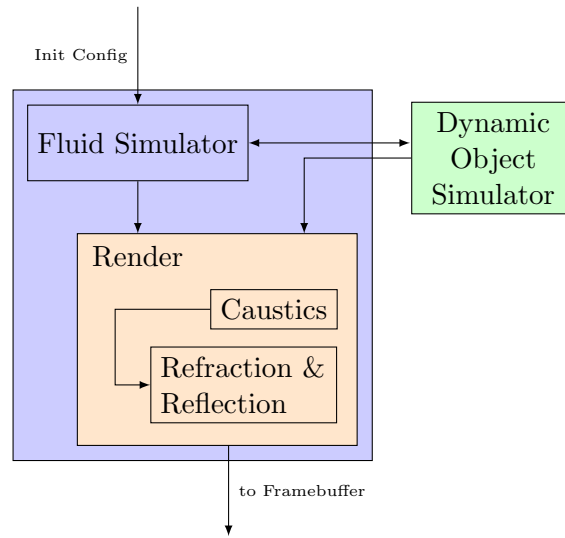 Init Config
Fluid Simulator
Dynamic
Object
Simulator
Render
Caustics
Refraction &
Reflection
to Framebuffer